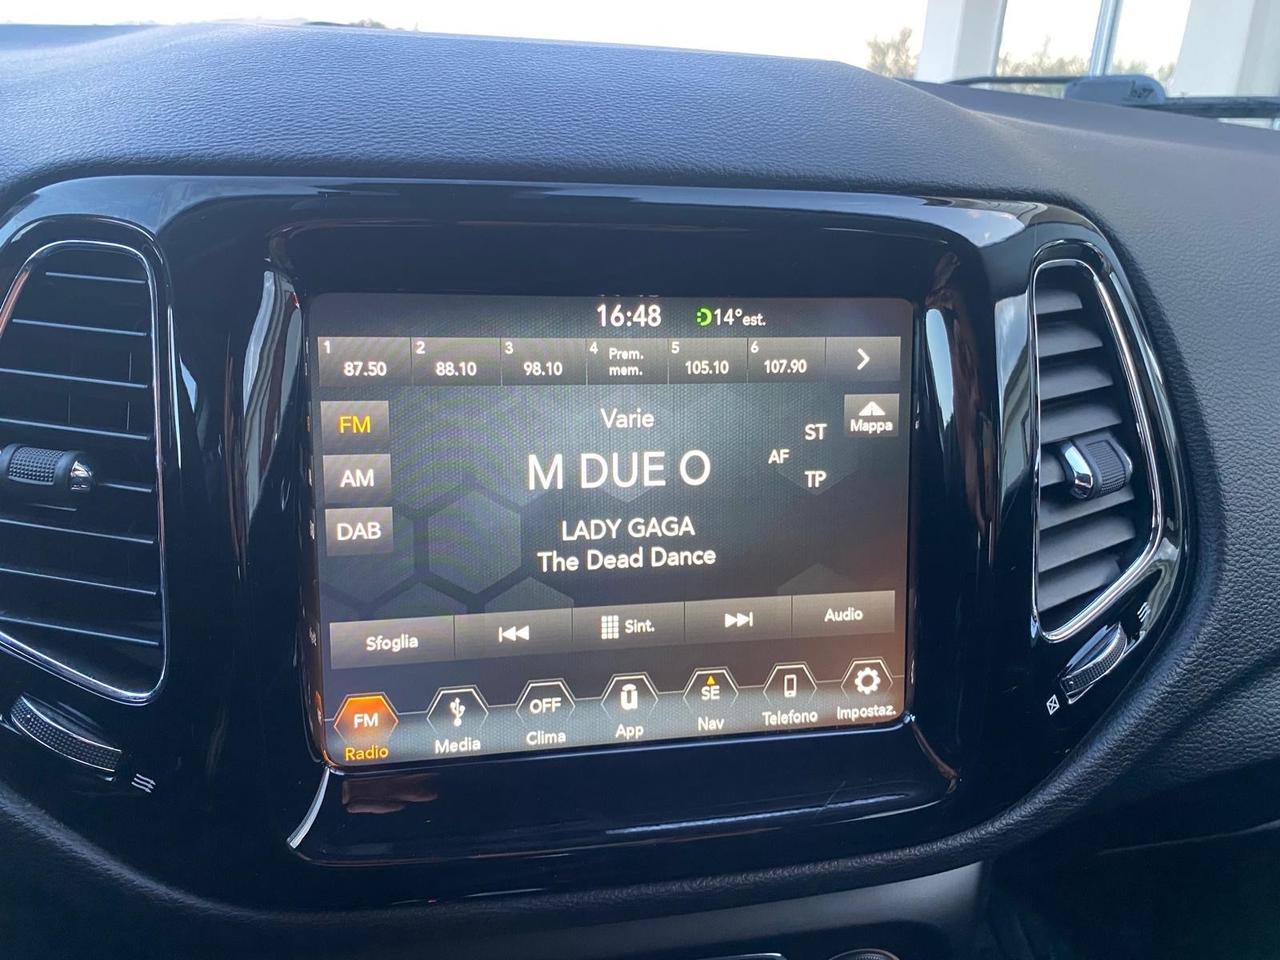 16:48 14°est.
1 87.50 2 88.10 3 98.10 4 Prem. mem. 5 105.10 6 107.90
FM
AM
DAB
Varie
M DUE O
LADY GAGA
The Dead Dance
ST
AF
TP
Mappa
Sfoglia Sint. Audio
FM OFF SE
Radio Media Clima App Nav Telefono Impostaz.